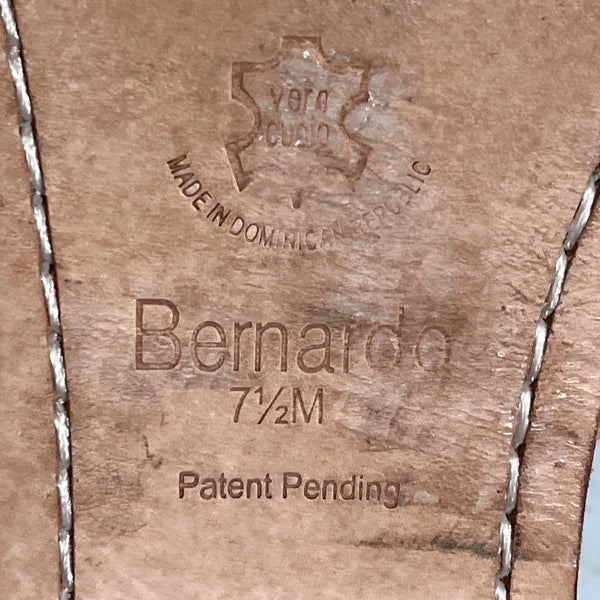 vero
cuoio
MADE IN DOMINICAN REPUBLIC
Bernardo
7½M
Patent Pending